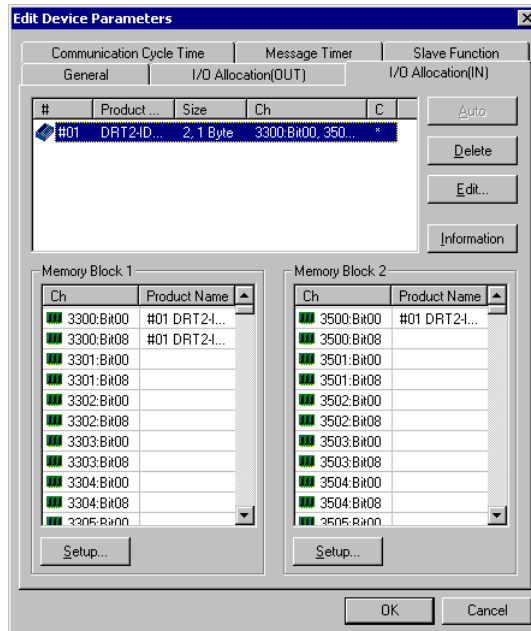 Edit Device Parameters
Communication Cycle Time Message Timer Slave Function
General I/O Allocation(OUT) I/O Allocation(IN)
# Product ... Size Ch C
#01 DRT2-ID... 2, 1 Byte 3300:Bit00, 350... *
Auto
Delete
Edit...
Information
Memory Block 1
Ch Product Name
3300:Bit00 #01 DRT2-I...
3300:Bit08 #01 DRT2-I...
3301:Bit00
3301:Bit08
3302:Bit00
3302:Bit08
3303:Bit00
3303:Bit08
3304:Bit00
3304:Bit08
3305:Bit00
Setup...
Memory Block 2
Ch Product Name
3500:Bit00 #01 DRT2-I...
3500:Bit08
3501:Bit00
3501:Bit08
3502:Bit00
3502:Bit08
3503:Bit00
3503:Bit08
3504:Bit00
3504:Bit08
3505:Bit00
Setup...
OK Cancel